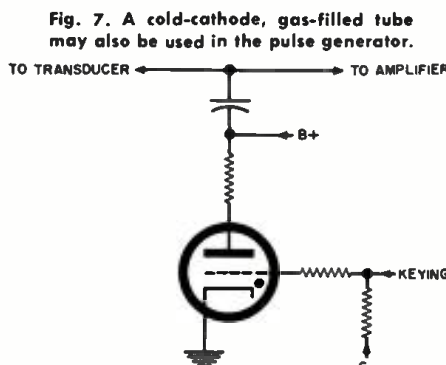 Fig. 7. A cold-cathode, gas-filled tube
may also be used in the pulse generator.
TO TRANSDUCER
TO AMPLIFIER
B+
KEYING